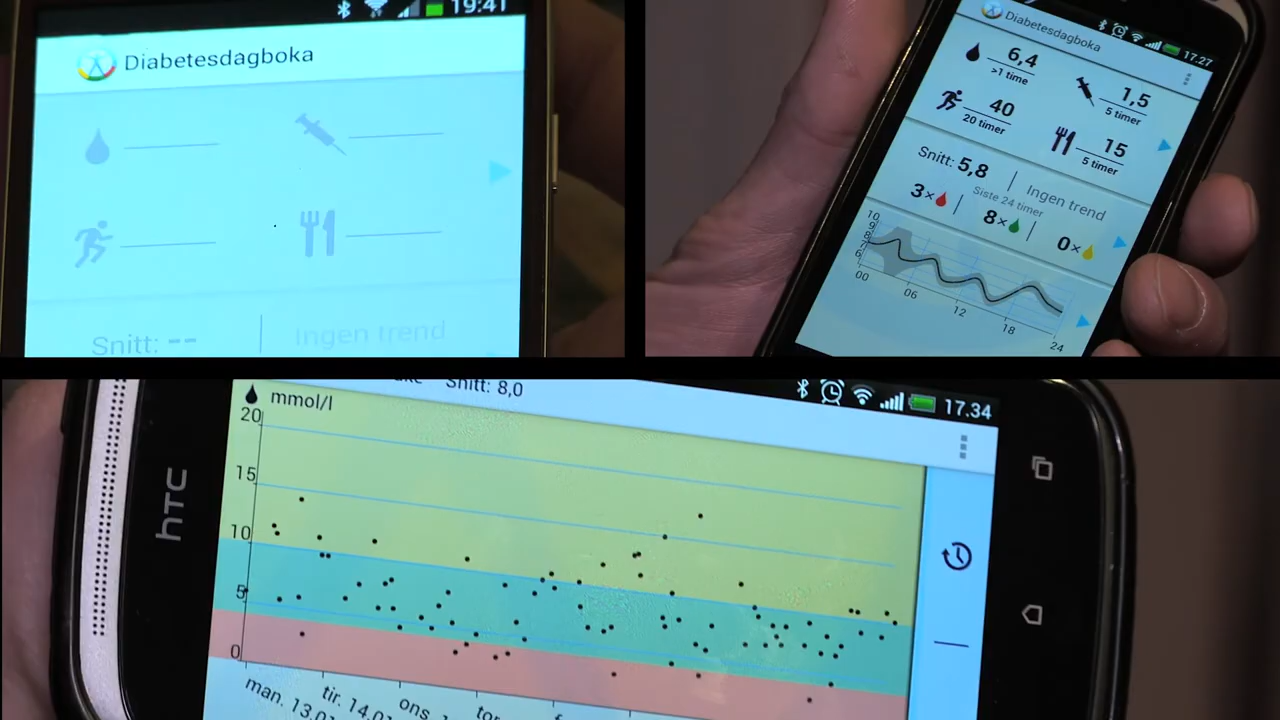 19:41
Diabetesdagboka
Snitt: --
Ingen trend
17.27
Diabetesdagboka
6,4
>1 time
1,5
5 timer
40
20 timer
15
5 timer
Snitt: 5,8
Ingen trend
Siste 24 timer
3×
8×
0×
10
9
8
7
6
00
06
12
18
24
Snitt: 8,0
17.34
mmol/l
20
15
10
5
0
man. 13.01
tir. 14.01
ons.
hTC